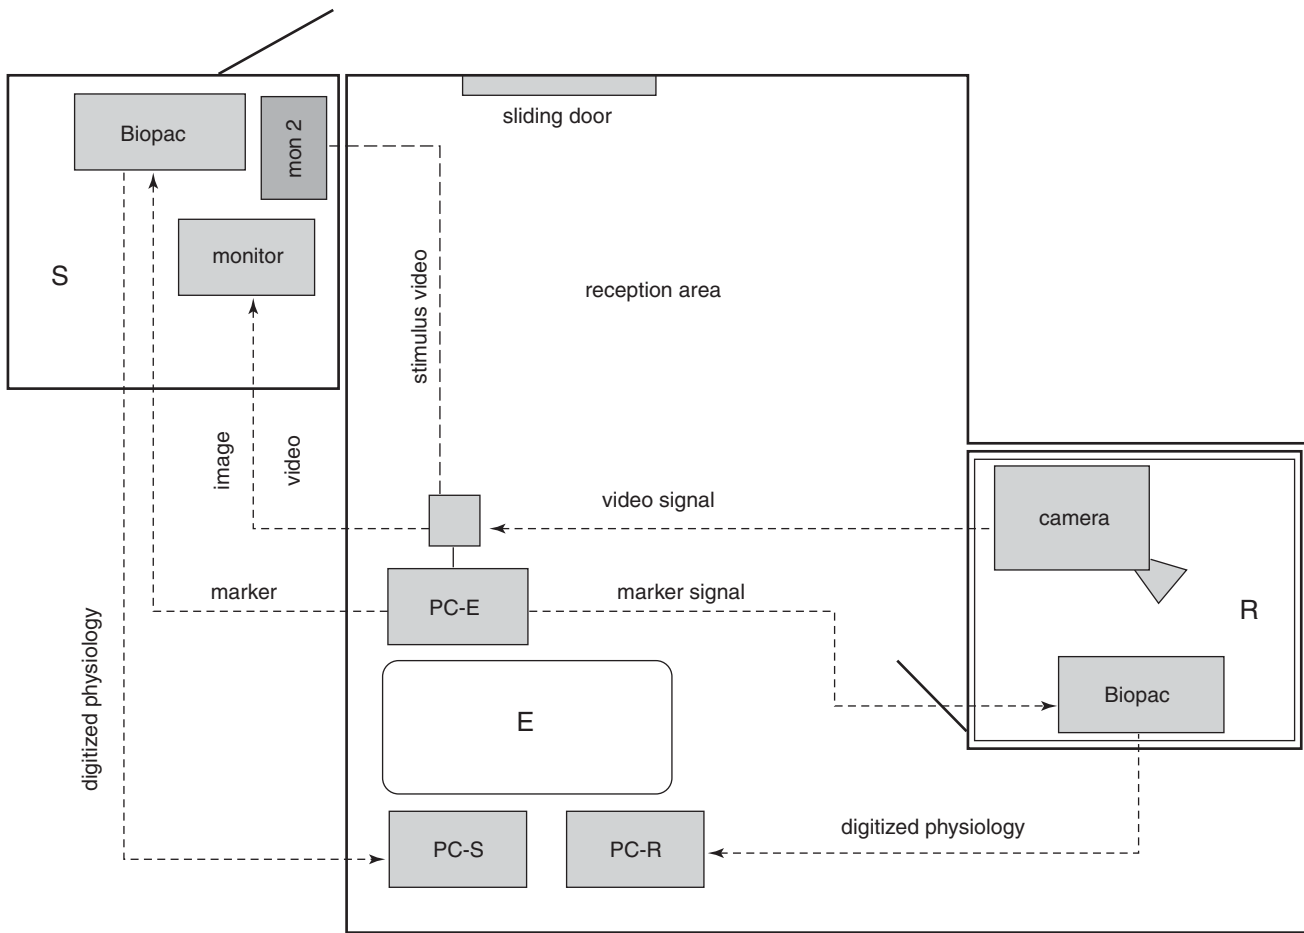 sliding door
Biopac
mon 2
monitor
S
stimulus video
reception area
image
video
video signal
camera
marker
PC-E
marker signal
R
digitized physiology
E
Biopac
PC-S
PC-R
digitized physiology